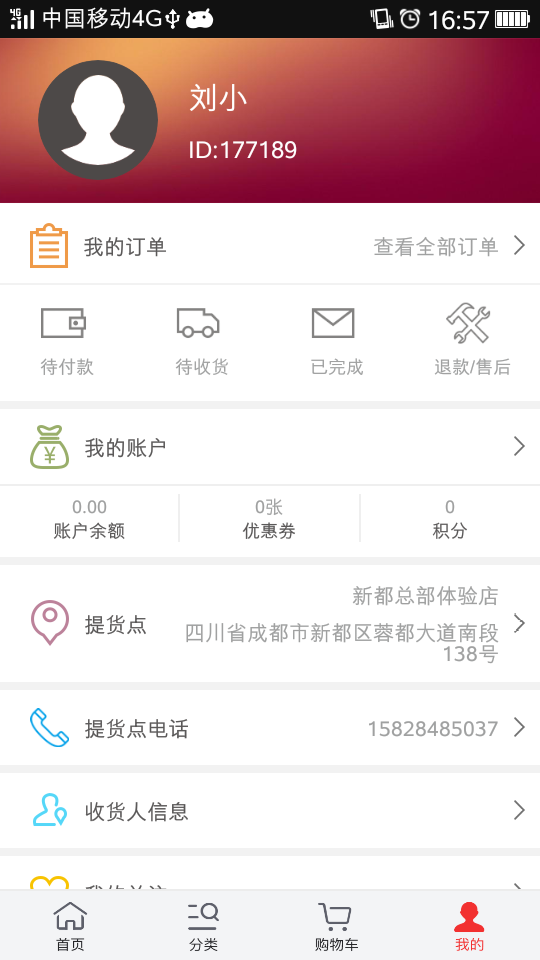 中国移动4G 16:57
刘小
ID:177189
我的订单 查看全部订单
待付款 待收货 已完成 退款/售后
我的账户
0.00 0张 0
账户余额 优惠券 积分
新都总部体验店
提货点 四川省成都市新都区蓉都大道南段
138号
提货点电话 15828485037
收货人信息
首页 分类 购物车 我的